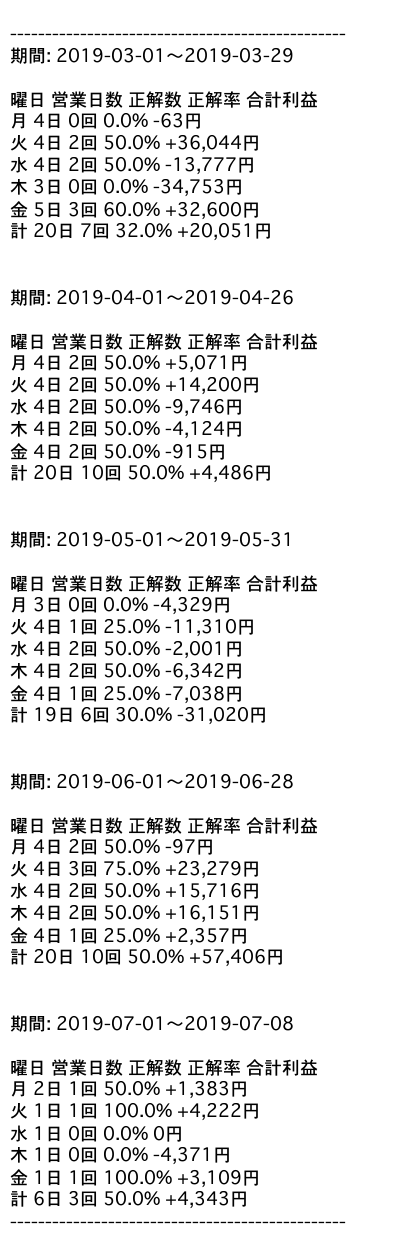 ------------------------------------------------
期間: 2019-03-01～2019-03-29
曜日 営業日数 正解数 正解率 合計利益
月 4日 0回 0.0% -63円
火 4日 2回 50.0% +36,044円
水 4日 2回 50.0% -13,777円
木 3日 0回 0.0% -34,753円
金 5日 3回 60.0% +32,600円
計 20日 7回 32.0% +20,051円
期間: 2019-04-01～2019-04-26
曜日 営業日数 正解数 正解率 合計利益
月 4日 2回 50.0% +5,071円
火 4日 2回 50.0% +14,200円
水 4日 2回 50.0% -9,746円
木 4日 2回 50.0% -4,124円
金 4日 2回 50.0% -915円
計 20日 10回 50.0% +4,486円
期間: 2019-05-01～2019-05-31
曜日 営業日数 正解数 正解率 合計利益
月 3日 0回 0.0% -4,329円
火 4日 1回 25.0% -11,310円
水 4日 2回 50.0% -2,001円
木 4日 2回 50.0% -6,342円
金 4日 1回 25.0% -7,038円
計 19日 6回 30.0% -31,020円
期間: 2019-06-01～2019-06-28
曜日 営業日数 正解数 正解率 合計利益
月 4日 2回 50.0% -97円
火 4日 3回 75.0% +23,279円
水 4日 2回 50.0% +15,716円
木 4日 2回 50.0% +16,151円
金 4日 1回 25.0% +2,357円
計 20日 10回 50.0% +57,406円
期間: 2019-07-01～2019-07-08
曜日 営業日数 正解数 正解率 合計利益
月 2日 1回 50.0% +1,383円
火 1日 1回 100.0% +4,222円
水 1日 0回 0.0% 0円
木 1日 0回 0.0% -4,371円
金 1日 1回 100.0% +3,109円
計 6日 3回 50.0% +4,343円
------------------------------------------------